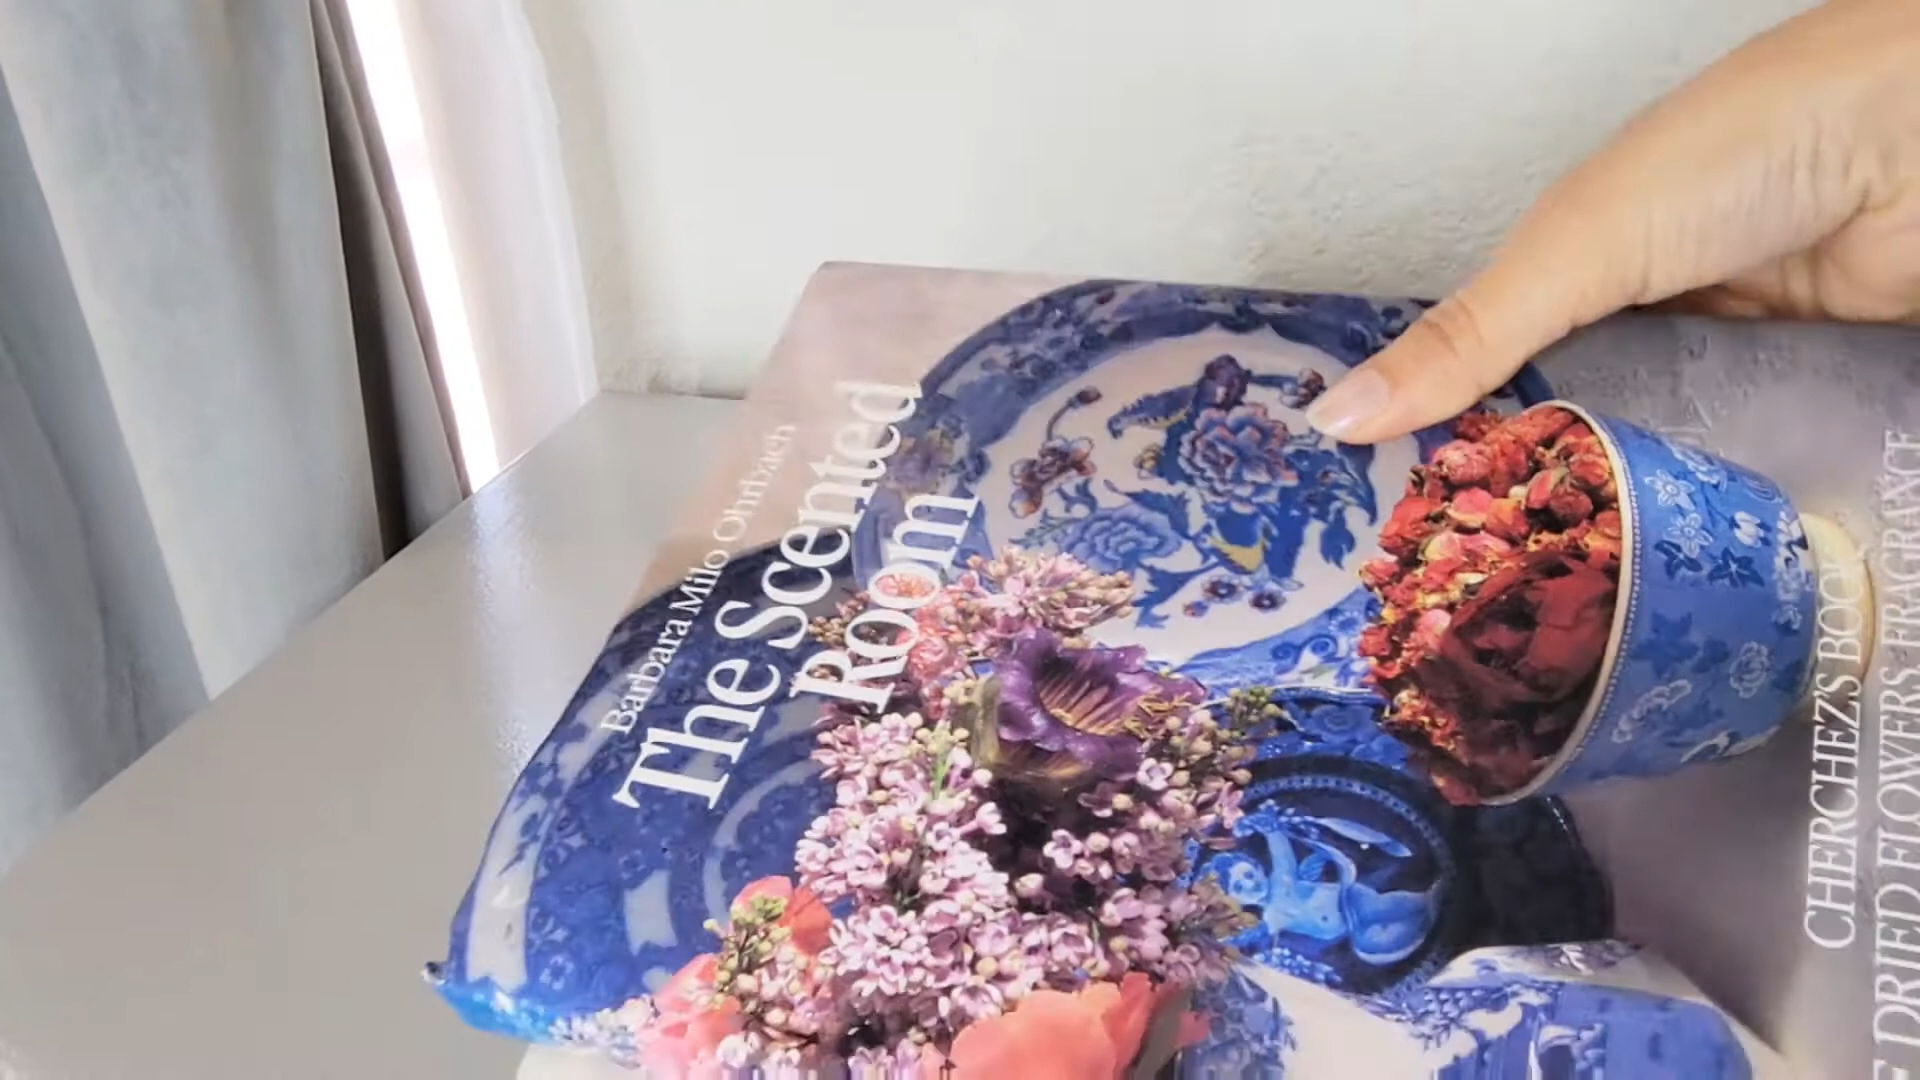 Barbara Milo Ohrbach
The Scented
Room
CHERCHEZ'S BOOK
DRIED FLOWERS, FRAGRANCE